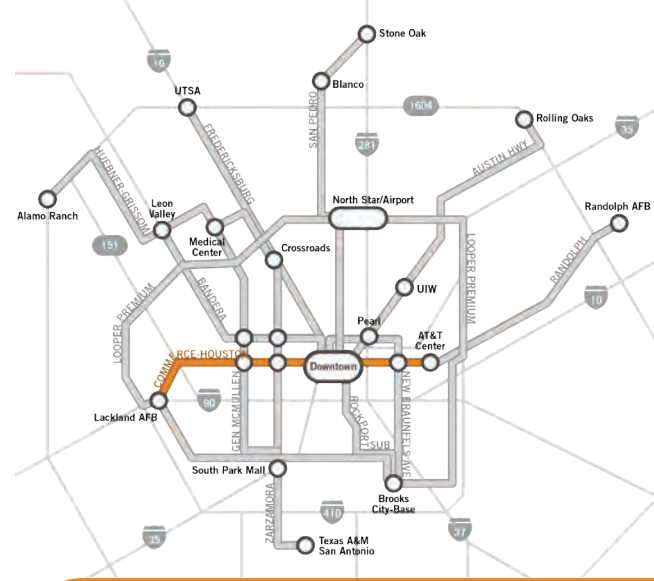 Stone Oak
10
Blanco
UTSA
1604
SAN PEDRO
Rolling Oaks
FREDERICKSBURG
35
281
AUSTIN HWY
HUEBNER-GRISSOM
Leon
Valley
North Star/Airport
Randolph AFB
Alamo Ranch
Medical
Center
151
Crossroads
LOOPER PREMIUM
RANDOLPH
UIW
10
BANDERA
LOOPER PREMIUM
Pearl
AT&T
Center
COMMERCE-HOUSTON
Downtown
Lackland AFB
90
GEN MCMULLEN
ROCKPORT
NEW BRAUNFELS AVE
SUB
South Park Mall
Brooks
City-Base
ZARZAMORA
410
35
37
Texas A&M
San Antonio